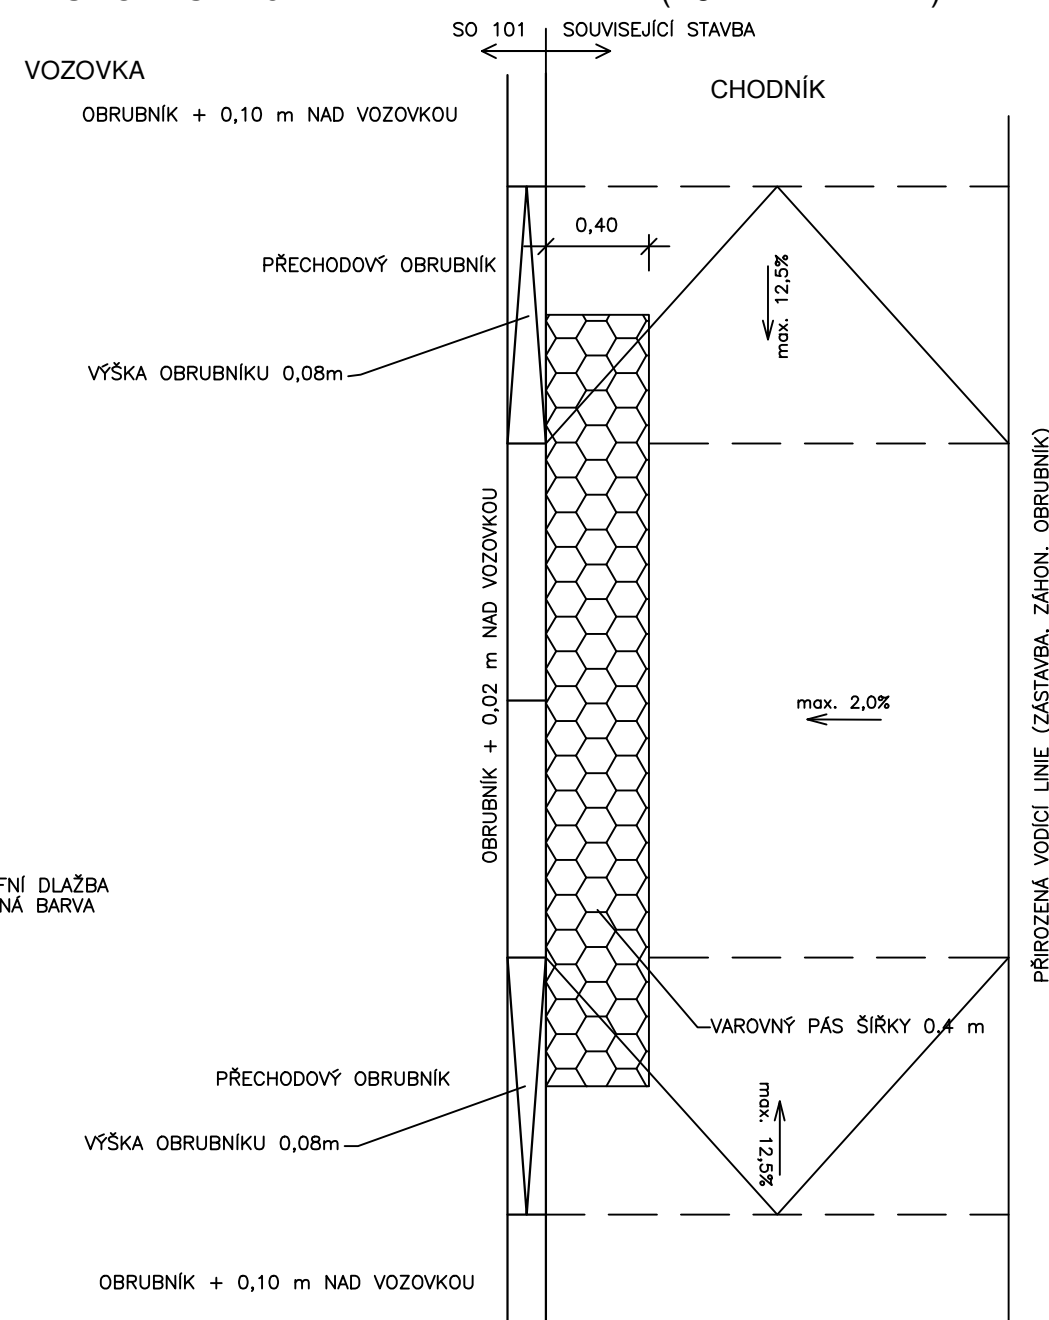 SO 101
SOUVISEJÍCÍ STAVBA
VOZOVKA
CHODNÍK
OBRUBNÍK + 0,10 m NAD VOZOVKOU
0,40
PŘECHODOVÝ OBRUBNÍK
max. 12,5%
VÝŠKA OBRUBNÍKU 0,08m
OBRUBNÍK + 0,02 m NAD VOZOVKOU
PŘIROZENÁ VODÍCÍ LINIE (ZÁSTAVBA, ZÁHON. OBRUBNÍK)
max. 2,0%
DLAŽBA
BARVA
VAROVNÝ PÁS ŠÍŘKY 0.4 m
PŘECHODOVÝ OBRUBNÍK
max. 12,5%
VÝŠKA OBRUBNÍKU 0,08m
OBRUBNÍK + 0,10 m NAD VOZOVKOU